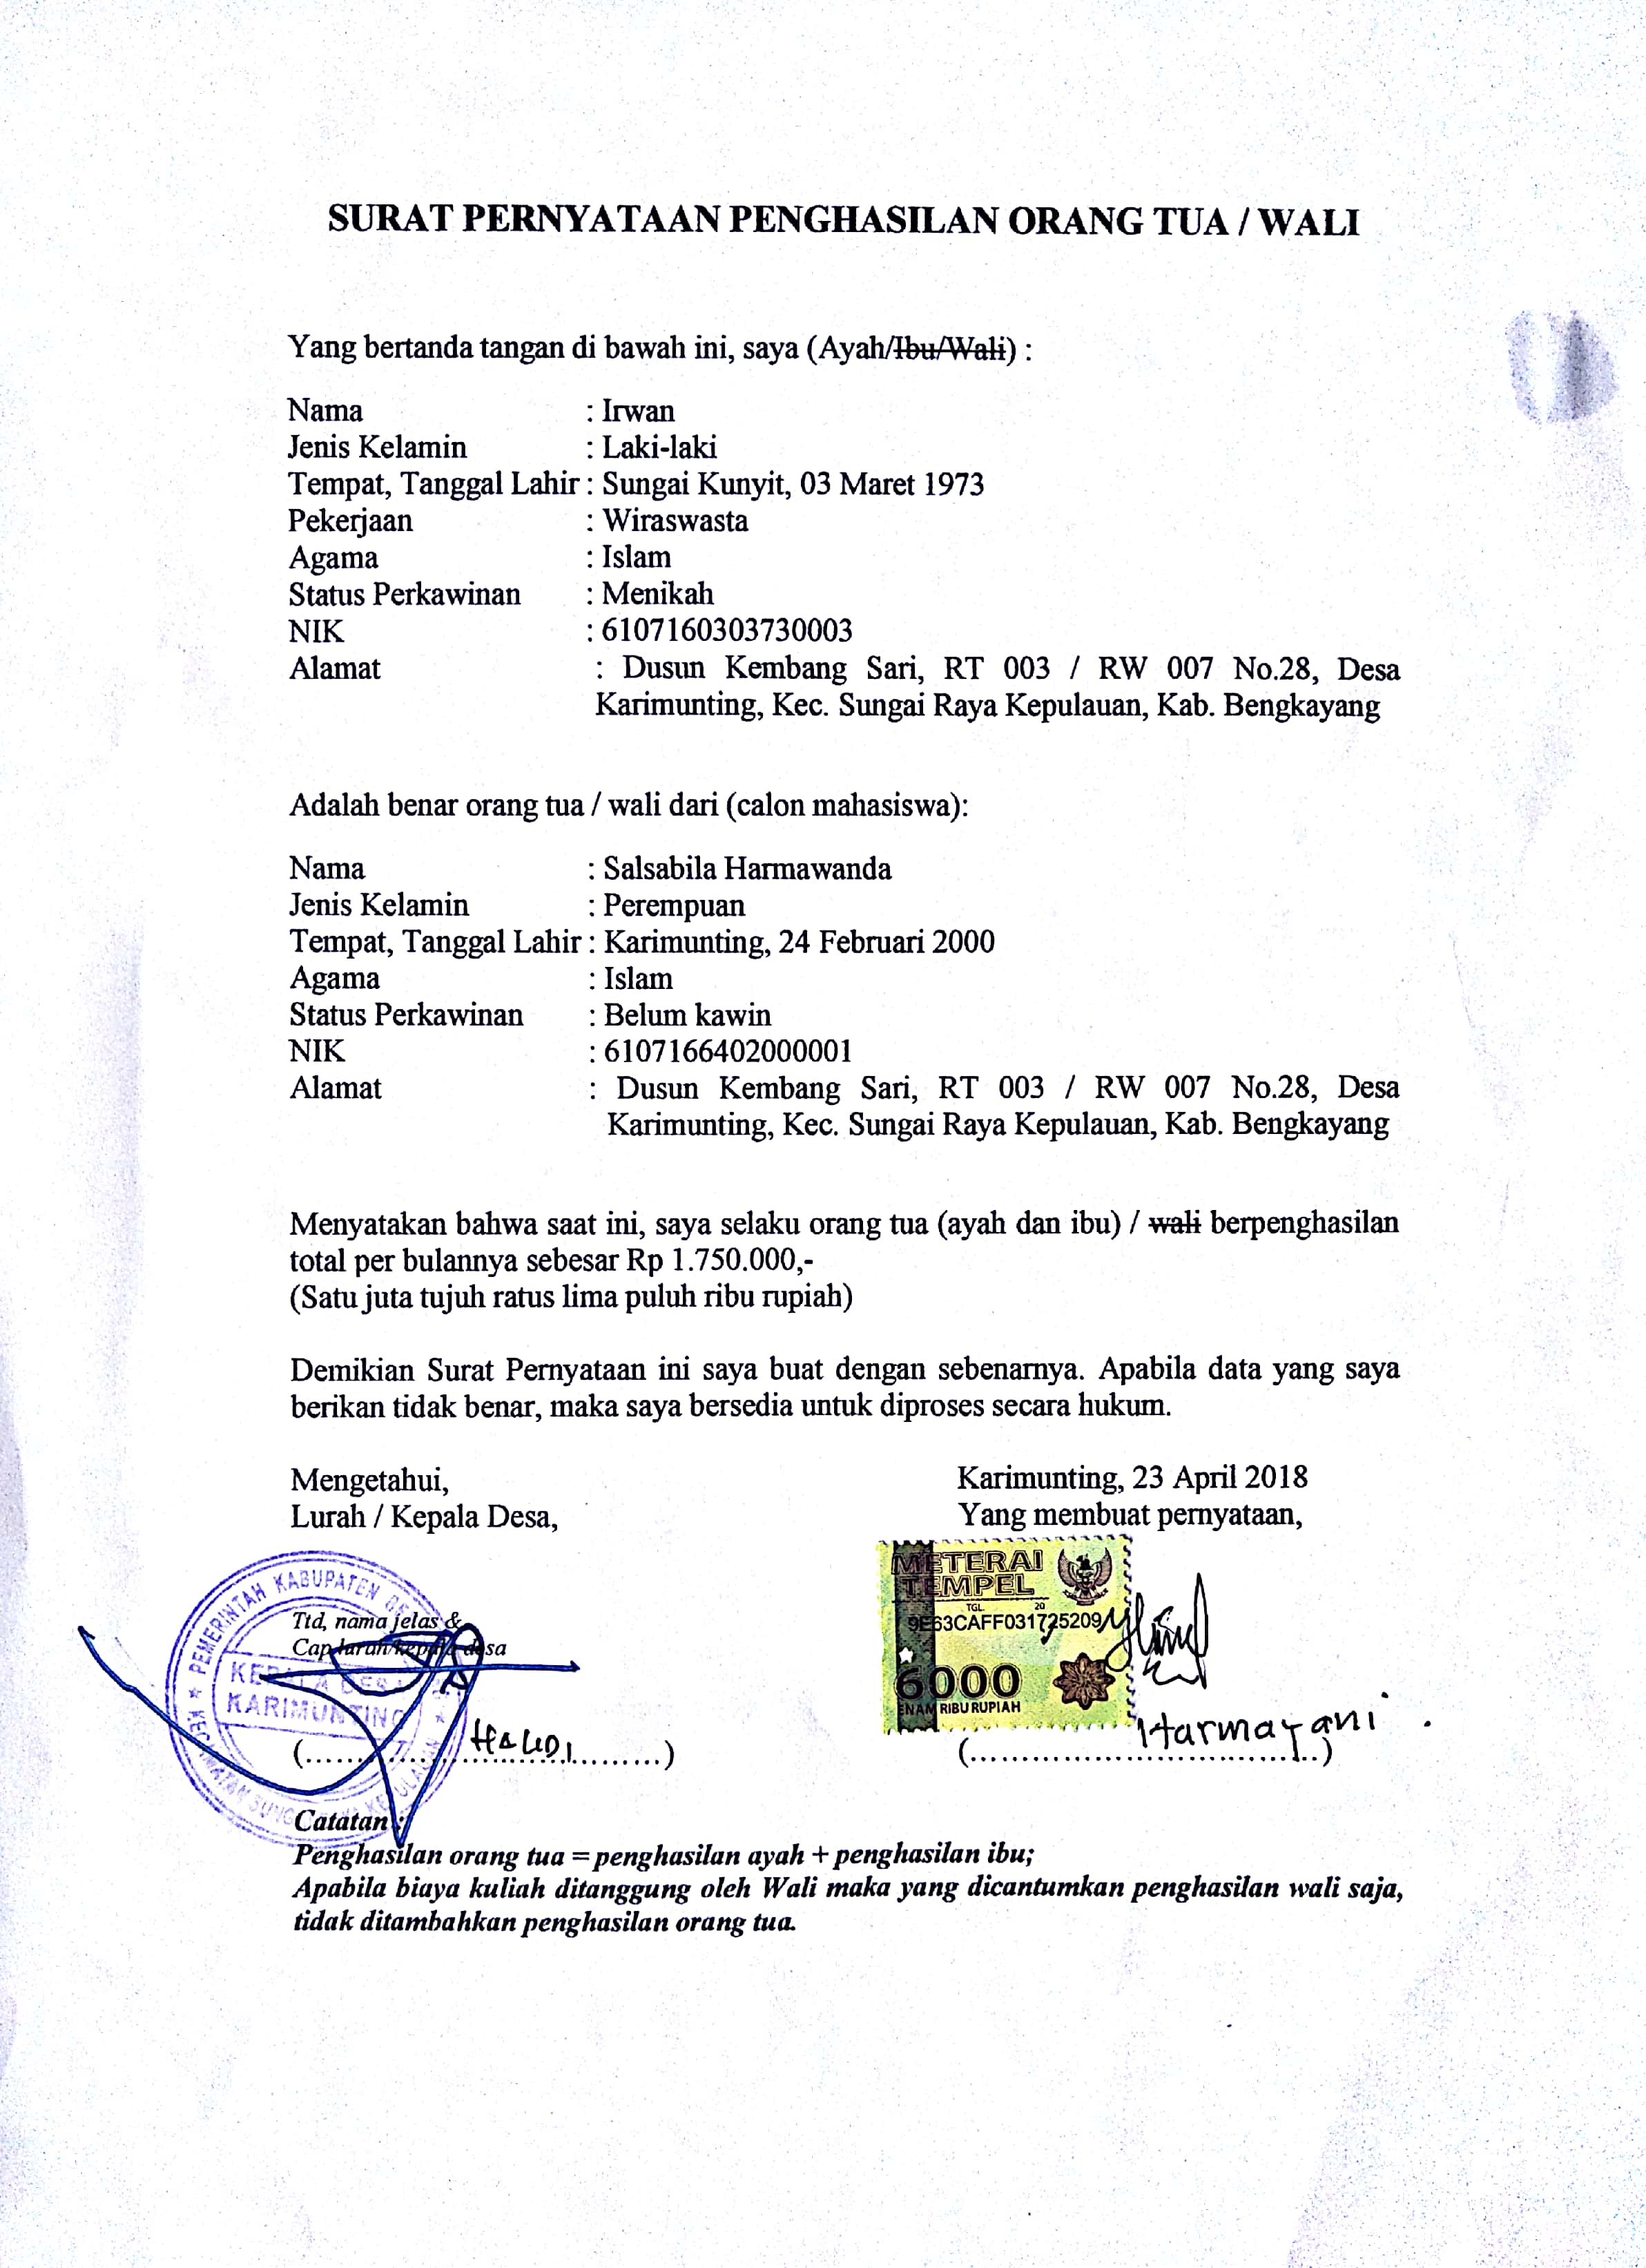 SURAT PERNYATAAN PENGHASILAN ORANG TUA / WALI
Yang bertanda tangan di bawah ini, saya (Ayah/Ibu/Wali) :
Nama : Irwan
Jenis Kelamin : Laki-laki
Tempat, Tanggal Lahir : Sungai Kunyit, 03 Maret 1973
Pekerjaan : Wiraswasta
Agama : Islam
Status Perkawinan : Menikah
NIK : 6107160303730003
Alamat : Dusun Kembang Sari, RT 003 / RW 007 No.28, Desa
Karimunting, Kec. Sungai Raya Kepulauan, Kab. Bengkayang
Adalah benar orang tua / wali dari (calon mahasiswa):
Nama : Salsabila Harmawanda
Jenis Kelamin : Perempuan
Tempat, Tanggal Lahir : Karimunting, 24 Februari 2000
Agama : Islam
Status Perkawinan : Belum kawin
NIK : 6107166402000001
Alamat : Dusun Kembang Sari, RT 003 / RW 007 No.28, Desa
Karimunting, Kec. Sungai Raya Kepulauan, Kab. Bengkayang
Menyatakan bahwa saat ini, saya selaku orang tua (ayah dan ibu) / wali berpenghasilan
total per bulannya sebesar Rp 1.750.000,-
(Satu juta tujuh ratus lima puluh ribu rupiah)
Demikian Surat Pernyataan ini saya buat dengan sebenarnya. Apabila data yang saya
berikan tidak benar, maka saya bersedia untuk diproses secara hukum.
Mengetahui,
Lurah / Kepala Desa,
PEMERINTAH KABUPATEN
Ttd, nama jelas &
Cap lurah/kepala desa
KEPALA DESA
KARIMUNTING
Karimunting, 23 April 2018
Yang membuat pernyataan,
METERAI
TEMPEL
TGL. 20
9E63CAFF031725209
6000
ENAM RIBU RUPIAH
Harmayani
Catatan :
Penghasilan orang tua = penghasilan ayah + penghasilan ibu;
Apabila biaya kuliah ditanggung oleh Wali maka yang dicantumkan penghasilan wali saja,
tidak ditambahkan penghasilan orang tua.